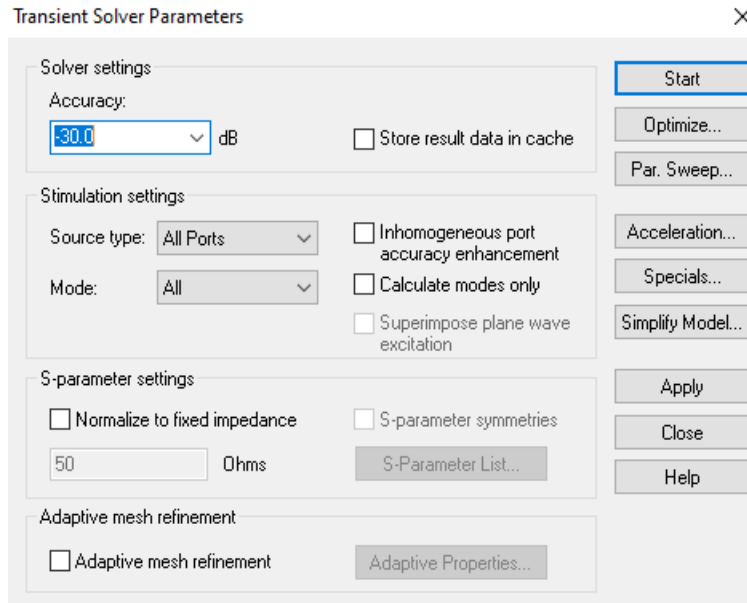 Transient Solver Parameters
Solver settings
Accuracy:
-30.0 dB
Store result data in cache
Stimulation settings
Source type: All Ports
Inhomogeneous port
accuracy enhancement
Mode: All
Calculate modes only
Superimpose plane wave
excitation
S-parameter settings
Normalize to fixed impedance
S-parameter symmetries
50 Ohms
S-Parameter List...
Adaptive mesh refinement
Adaptive mesh refinement
Adaptive Properties...
Start
Optimize...
Par. Sweep...
Acceleration...
Specials...
Simplify Model...
Apply
Close
Help